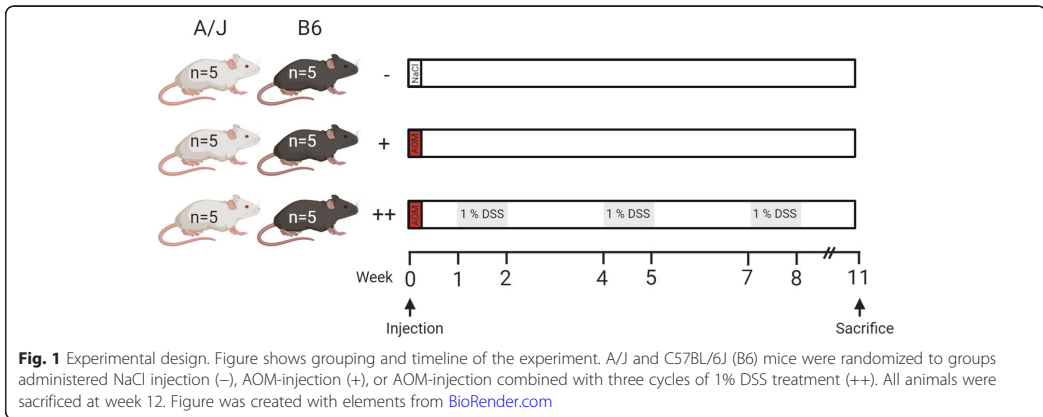 A/J B6
n=5 n=5 - NaCl
n=5 n=5 + AOM
n=5 n=5 ++ AOM 1 % DSS 1 % DSS 1 % DSS
Week 0 1 2 4 5 7 8 // 11
Injection Sacrifice
Fig. 1 Experimental design. Figure shows grouping and timeline of the experiment. A/J and C57BL/6J (B6) mice were randomized to groups
administered NaCl injection (−), AOM-injection (+), or AOM-injection combined with three cycles of 1% DSS treatment (++). All animals were
sacrificed at week 12. Figure was created with elements from BioRender.com